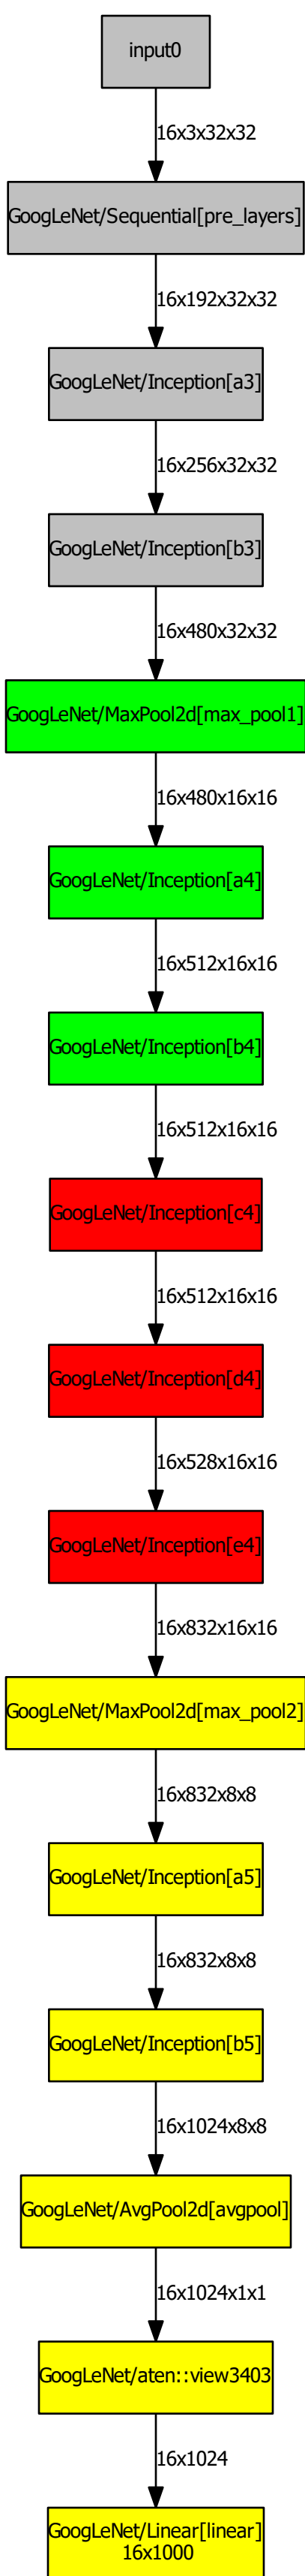 input0
16x3x32x32
GoogLeNet/Sequential[pre_layers]
16x192x32x32
GoogLeNet/Inception[a3]
16x256x32x32
GoogLeNet/Inception[b3]
16x480x32x32
GoogLeNet/MaxPool2d[max_pool1]
16x480x16x16
GoogLeNet/Inception[a4]
16x512x16x16
GoogLeNet/Inception[b4]
16x512x16x16
GoogLeNet/Inception[c4]
16x512x16x16
GoogLeNet/Inception[d4]
16x528x16x16
GoogLeNet/Inception[e4]
16x832x16x16
GoogLeNet/MaxPool2d[max_pool2]
16x832x8x8
GoogLeNet/Inception[a5]
16x832x8x8
GoogLeNet/Inception[b5]
16x1024x8x8
GoogLeNet/AvgPool2d[avgpool]
16x1024x1x1
GoogLeNet/aten::view3403
16x1024
GoogLeNet/Linear[linear]
16x1000